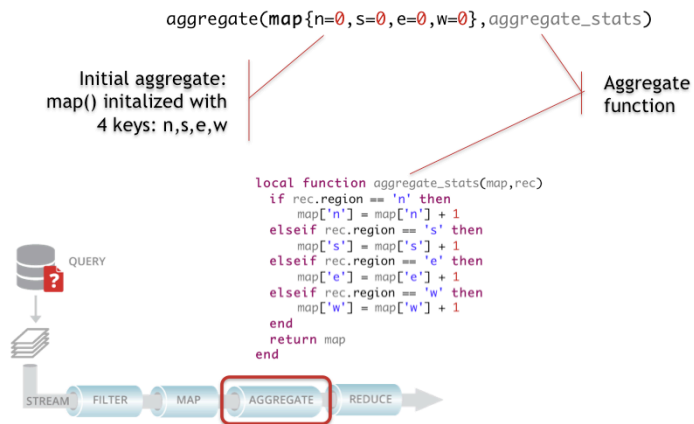 aggregate(map{n=0,s=0,e=0,w=0},aggregate_stats)
Initial aggregate:
map() initalized with
4 keys: n,s,e,w
Aggregate
function
local function aggregate_stats(map,rec)
  if rec.region == 'n' then
    map['n'] = map['n'] + 1
  elseif rec.region == 's' then
    map['s'] = map['s'] + 1
  elseif rec.region == 'e' then
    map['e'] = map['e'] + 1
  elseif rec.region == 'w' then
    map['w'] = map['w'] + 1
  end
  return map
end
QUERY
?
STREAM
FILTER
MAP
AGGREGATE
REDUCE